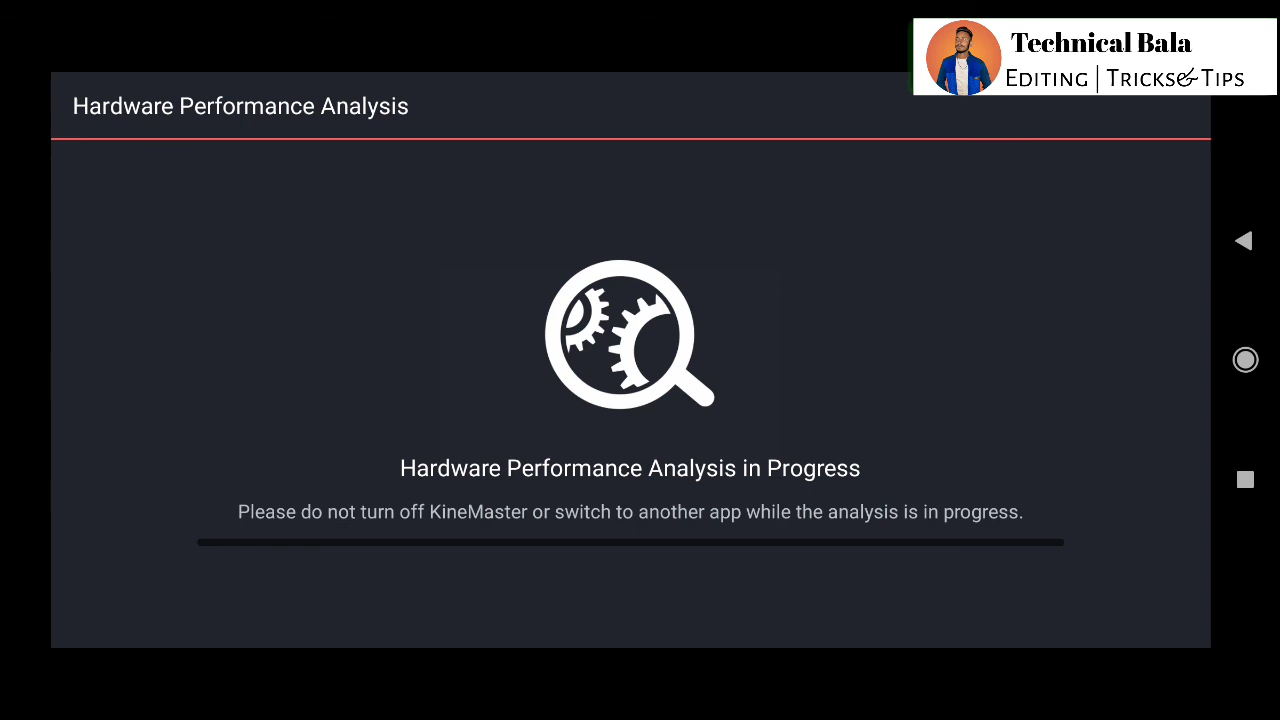 Technical Bala
EDITING | TRICKS & TIPS
Hardware Performance Analysis
Hardware Performance Analysis in Progress
Please do not turn off KineMaster or switch to another app while the analysis is in progress.